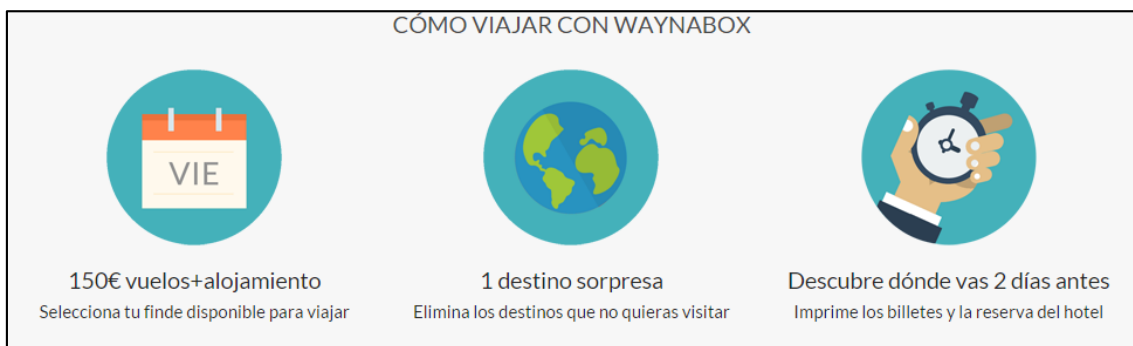 CÓMO VIAJAR CON WAYNABOX
VIE
150€ vuelos+alojamiento
Selecciona tu finde disponible para viajar
1 destino sorpresa
Elimina los destinos que no quieras visitar
Descubre dónde vas 2 días antes
Imprime los billetes y la reserva del hotel